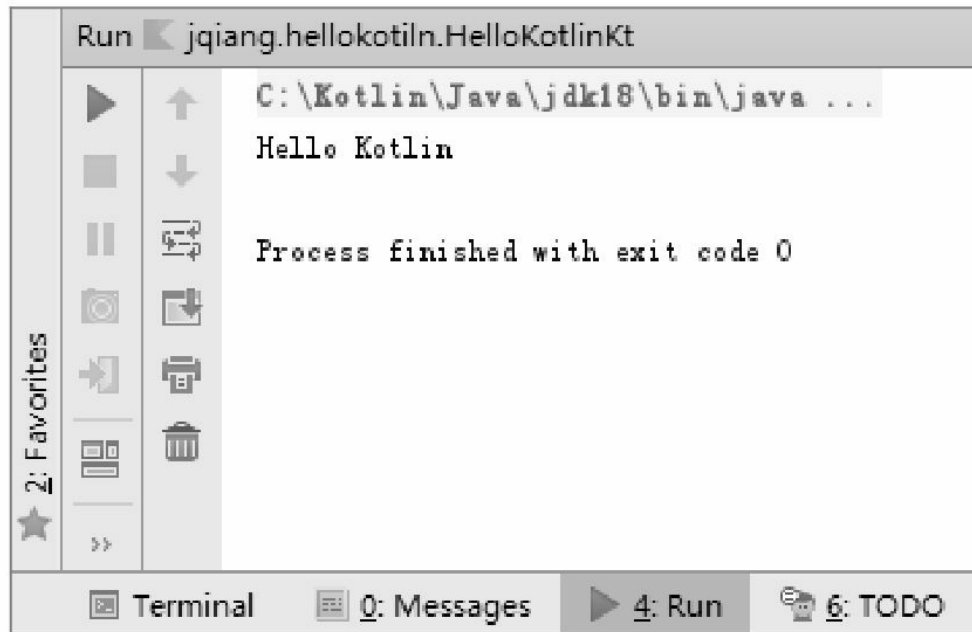 Run jqiang.hellokotiln.HelloKotlinKt
C:\Kotlin\Java\jdk18\bin\java ...
Hello Kotlin
Process finished with exit code 0
2: Favorites
Terminal
0: Messages
4: Run
6: TODO